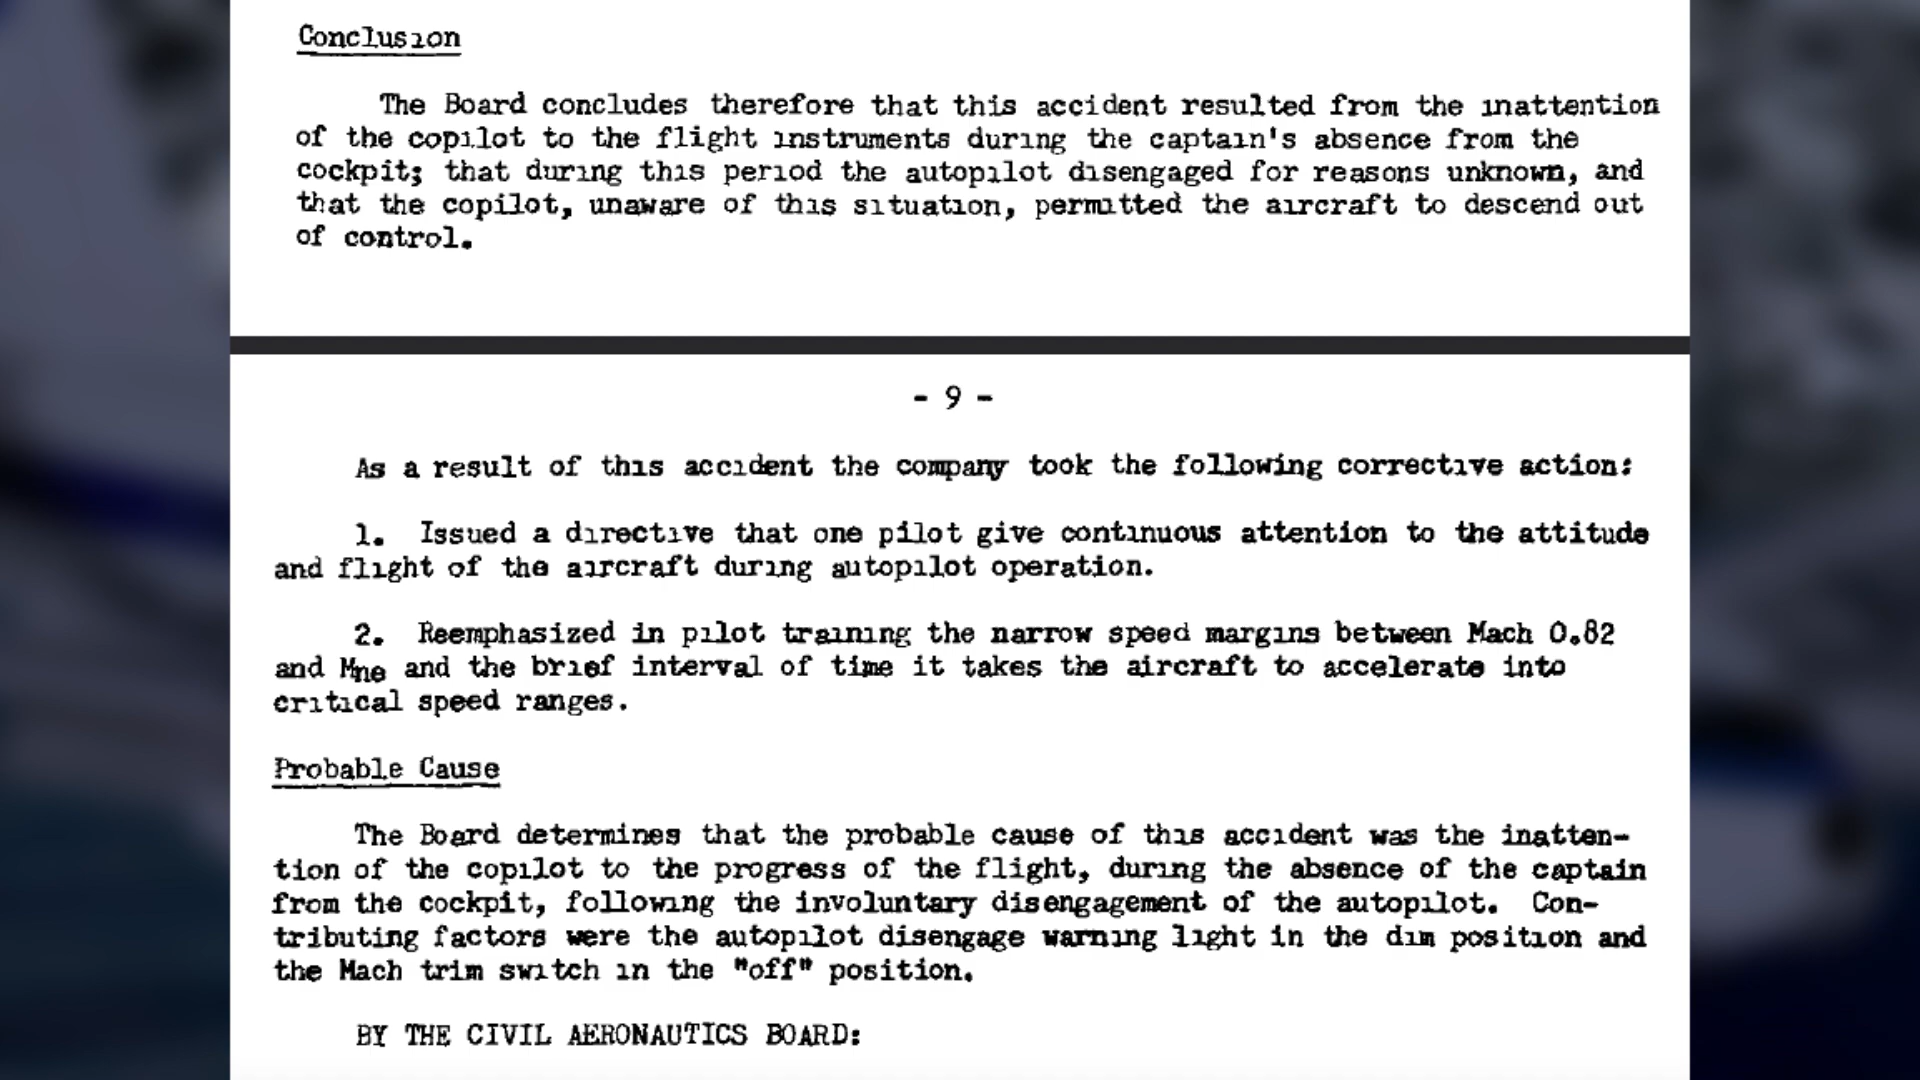 Conclusion
The Board concludes therefore that this accident resulted from the inattention
of the copilot to the flight instruments during the captain's absence from the
cockpit; that during this period the autopilot disengaged for reasons unknown, and
that the copilot, unaware of this situation, permitted the aircraft to descend out
of control.
- 9 -
As a result of this accident the company took the following corrective action:
1. Issued a directive that one pilot give continuous attention to the attitude
and flight of the aircraft during autopilot operation.
2. Reemphasized in pilot training the narrow speed margins between Mach 0.82
and Mne and the brief interval of time it takes the aircraft to accelerate into
critical speed ranges.
Probable Cause
The Board determines that the probable cause of this accident was the inatten-
tion of the copilot to the progress of the flight, during the absence of the captain
from the cockpit, following the involuntary disengagement of the autopilot. Con-
tributing factors were the autopilot disengage warning light in the dim position and
the Mach trim switch in the "off" position.
BY THE CIVIL AERONAUTICS BOARD: